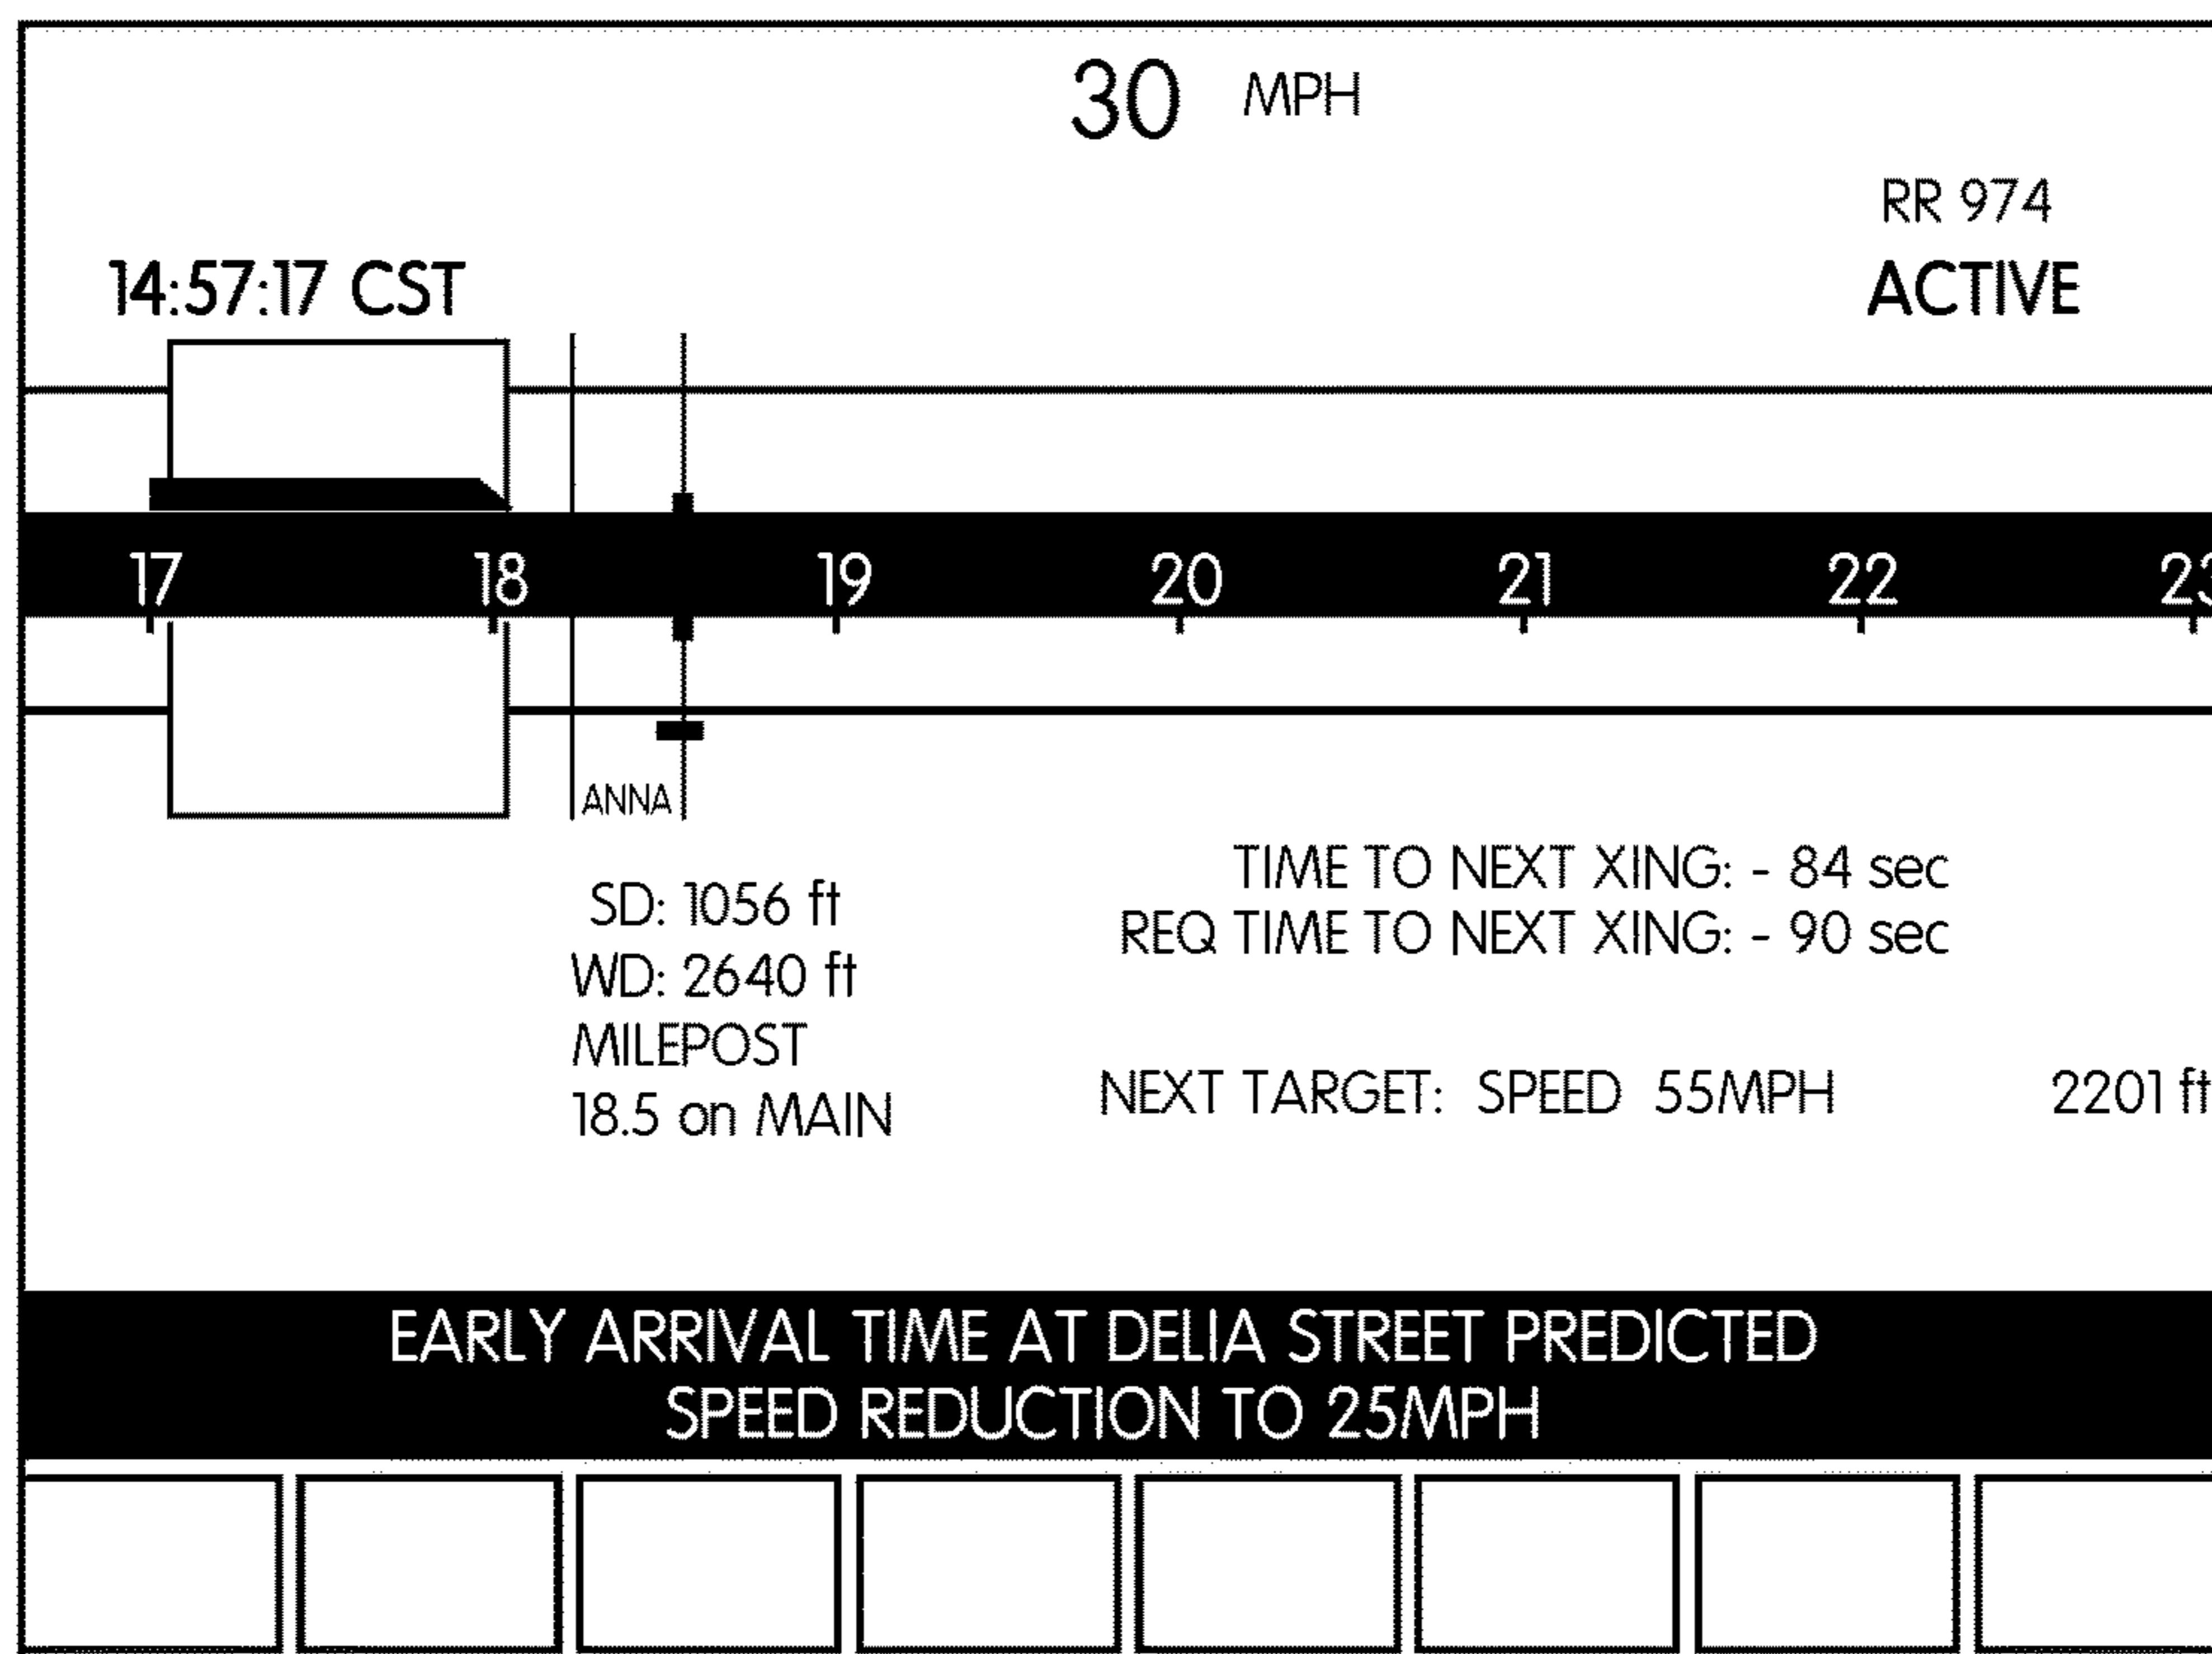 30 MPH
RR 974
14:57:17 CST
ACTIVE
17 18 19 20 21 22 23
ANNA
TIME TO NEXT XING: - 84 sec
REQ TIME TO NEXT XING: - 90 sec
SD: 1056 ft
WD: 2640 ft
MILEPOST
18.5 on MAIN
NEXT TARGET: SPEED 55MPH 2201 ft
EARLY ARRIVAL TIME AT DELIA STREET PREDICTED
SPEED REDUCTION TO 25MPH